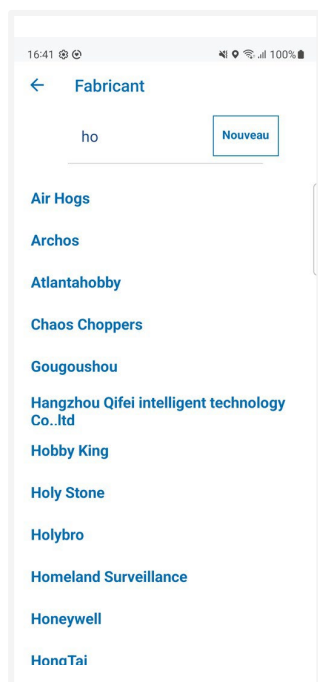 16:41 100%
Fabricant
ho Nouveau
Air Hogs
Archos
Atlantahobby
Chaos Choppers
Gougoushou
Hangzhou Qifei intelligent technology
Co..ltd
Hobby King
Holy Stone
Holybro
Homeland Surveillance
Honeywell
HongTai